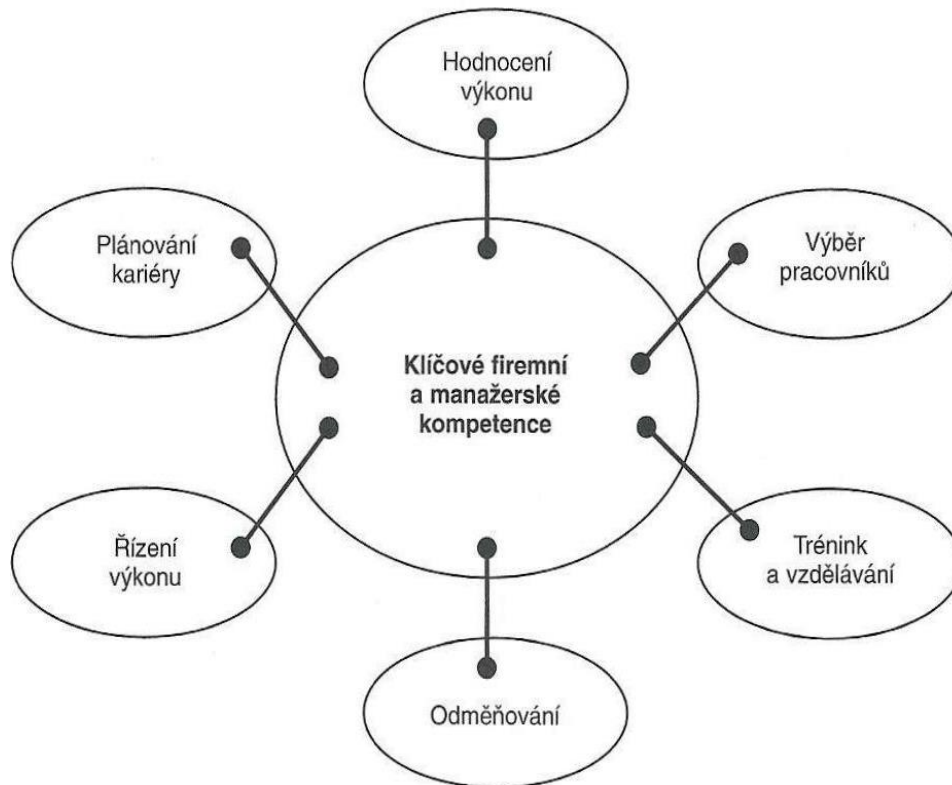 Hodnocení
výkonu
Plánování
kariéry
Výběr
pracovníků
Klíčové firemní
a manažerské
kompetence
Řízení
výkonu
Trénink
a vzdělávání
Odměňování